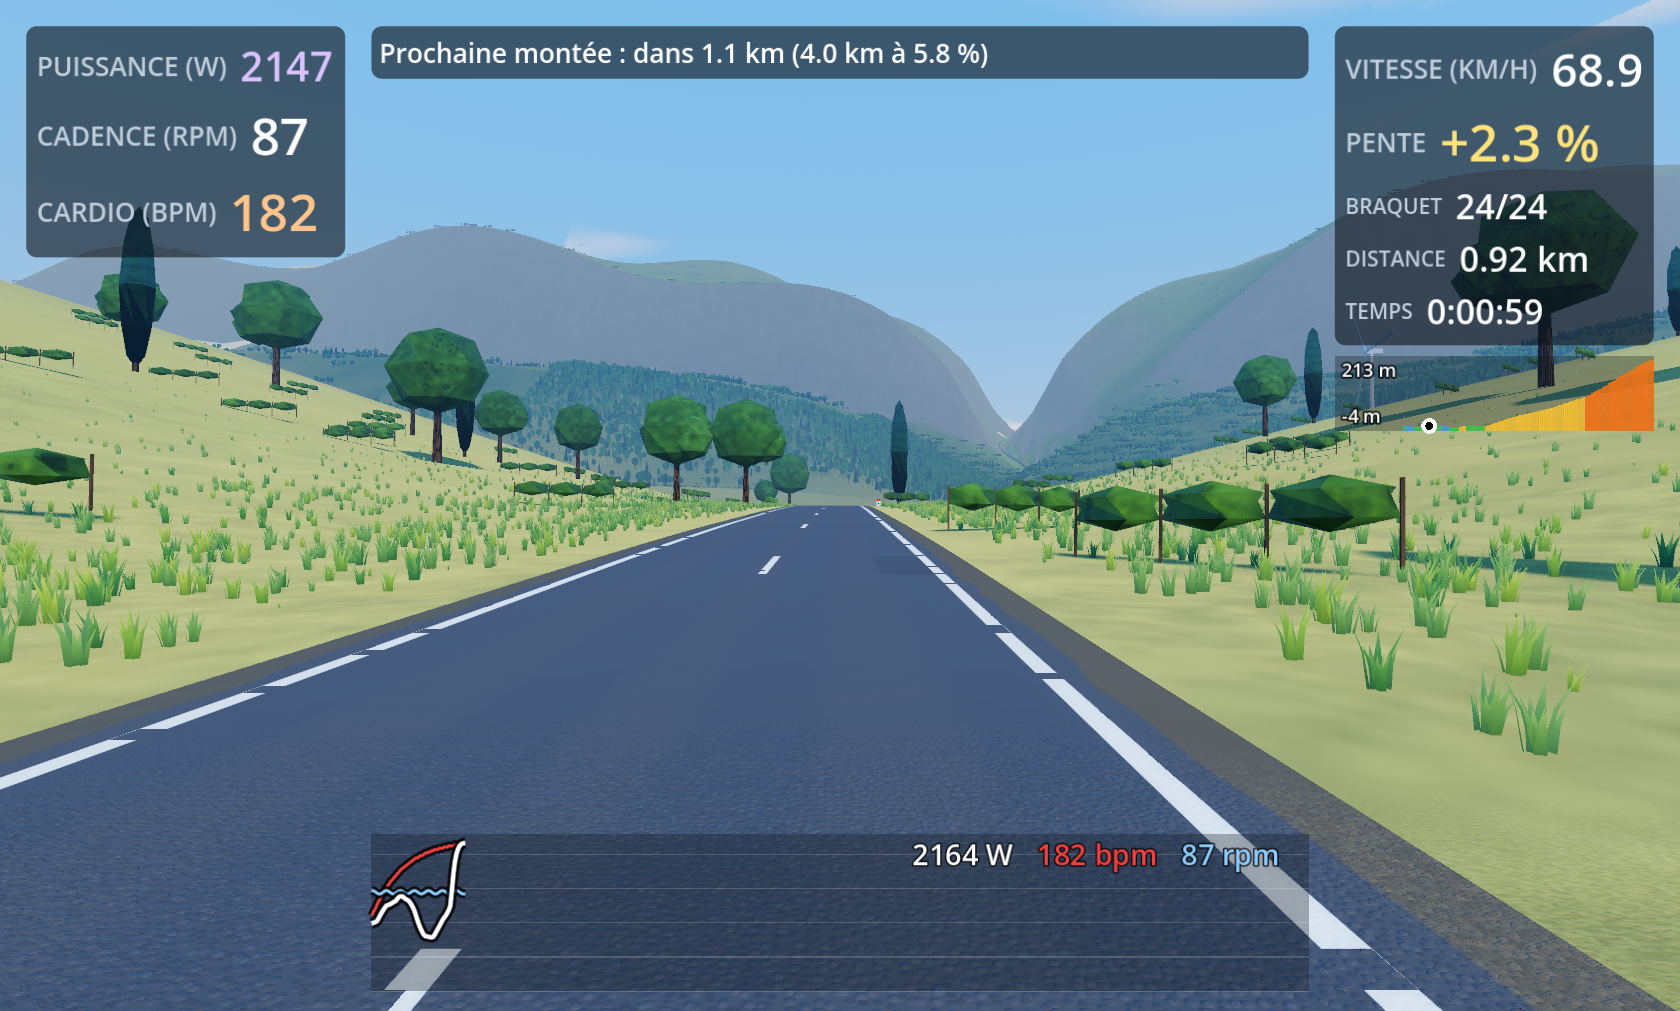 PUISSANCE (W) 2147
CADENCE (RPM) 87
CARDIO (BPM) 182
Prochaine montée : dans 1.1 km (4.0 km à 5.8 %)
VITESSE (KM/H) 68.9
PENTE +2.3 %
BRAQUET 24/24
DISTANCE 0.92 km
TEMPS 0:00:59
213 m
-4 m
2164 W 182 bpm 87 rpm